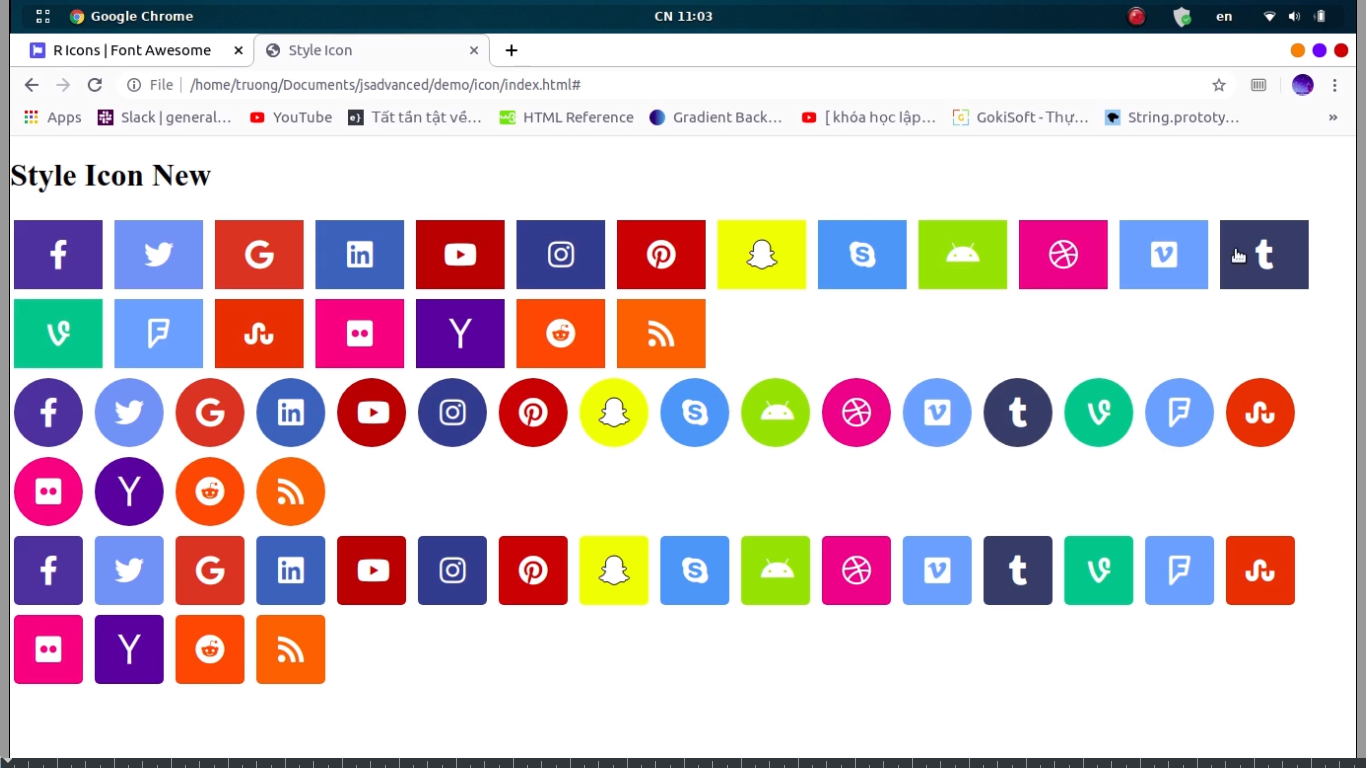 Google Chrome CN 11:03 en
R Icons | Font Awesome Style Icon
File /home/truong/Documents/jsadvanced/demo/icon/index.html#
Apps Slack | general... YouTube Tất tần tật về... HTML Reference Gradient Back... [ khóa học lập... GokiSoft - Thự... String.prototy... »
Style Icon New